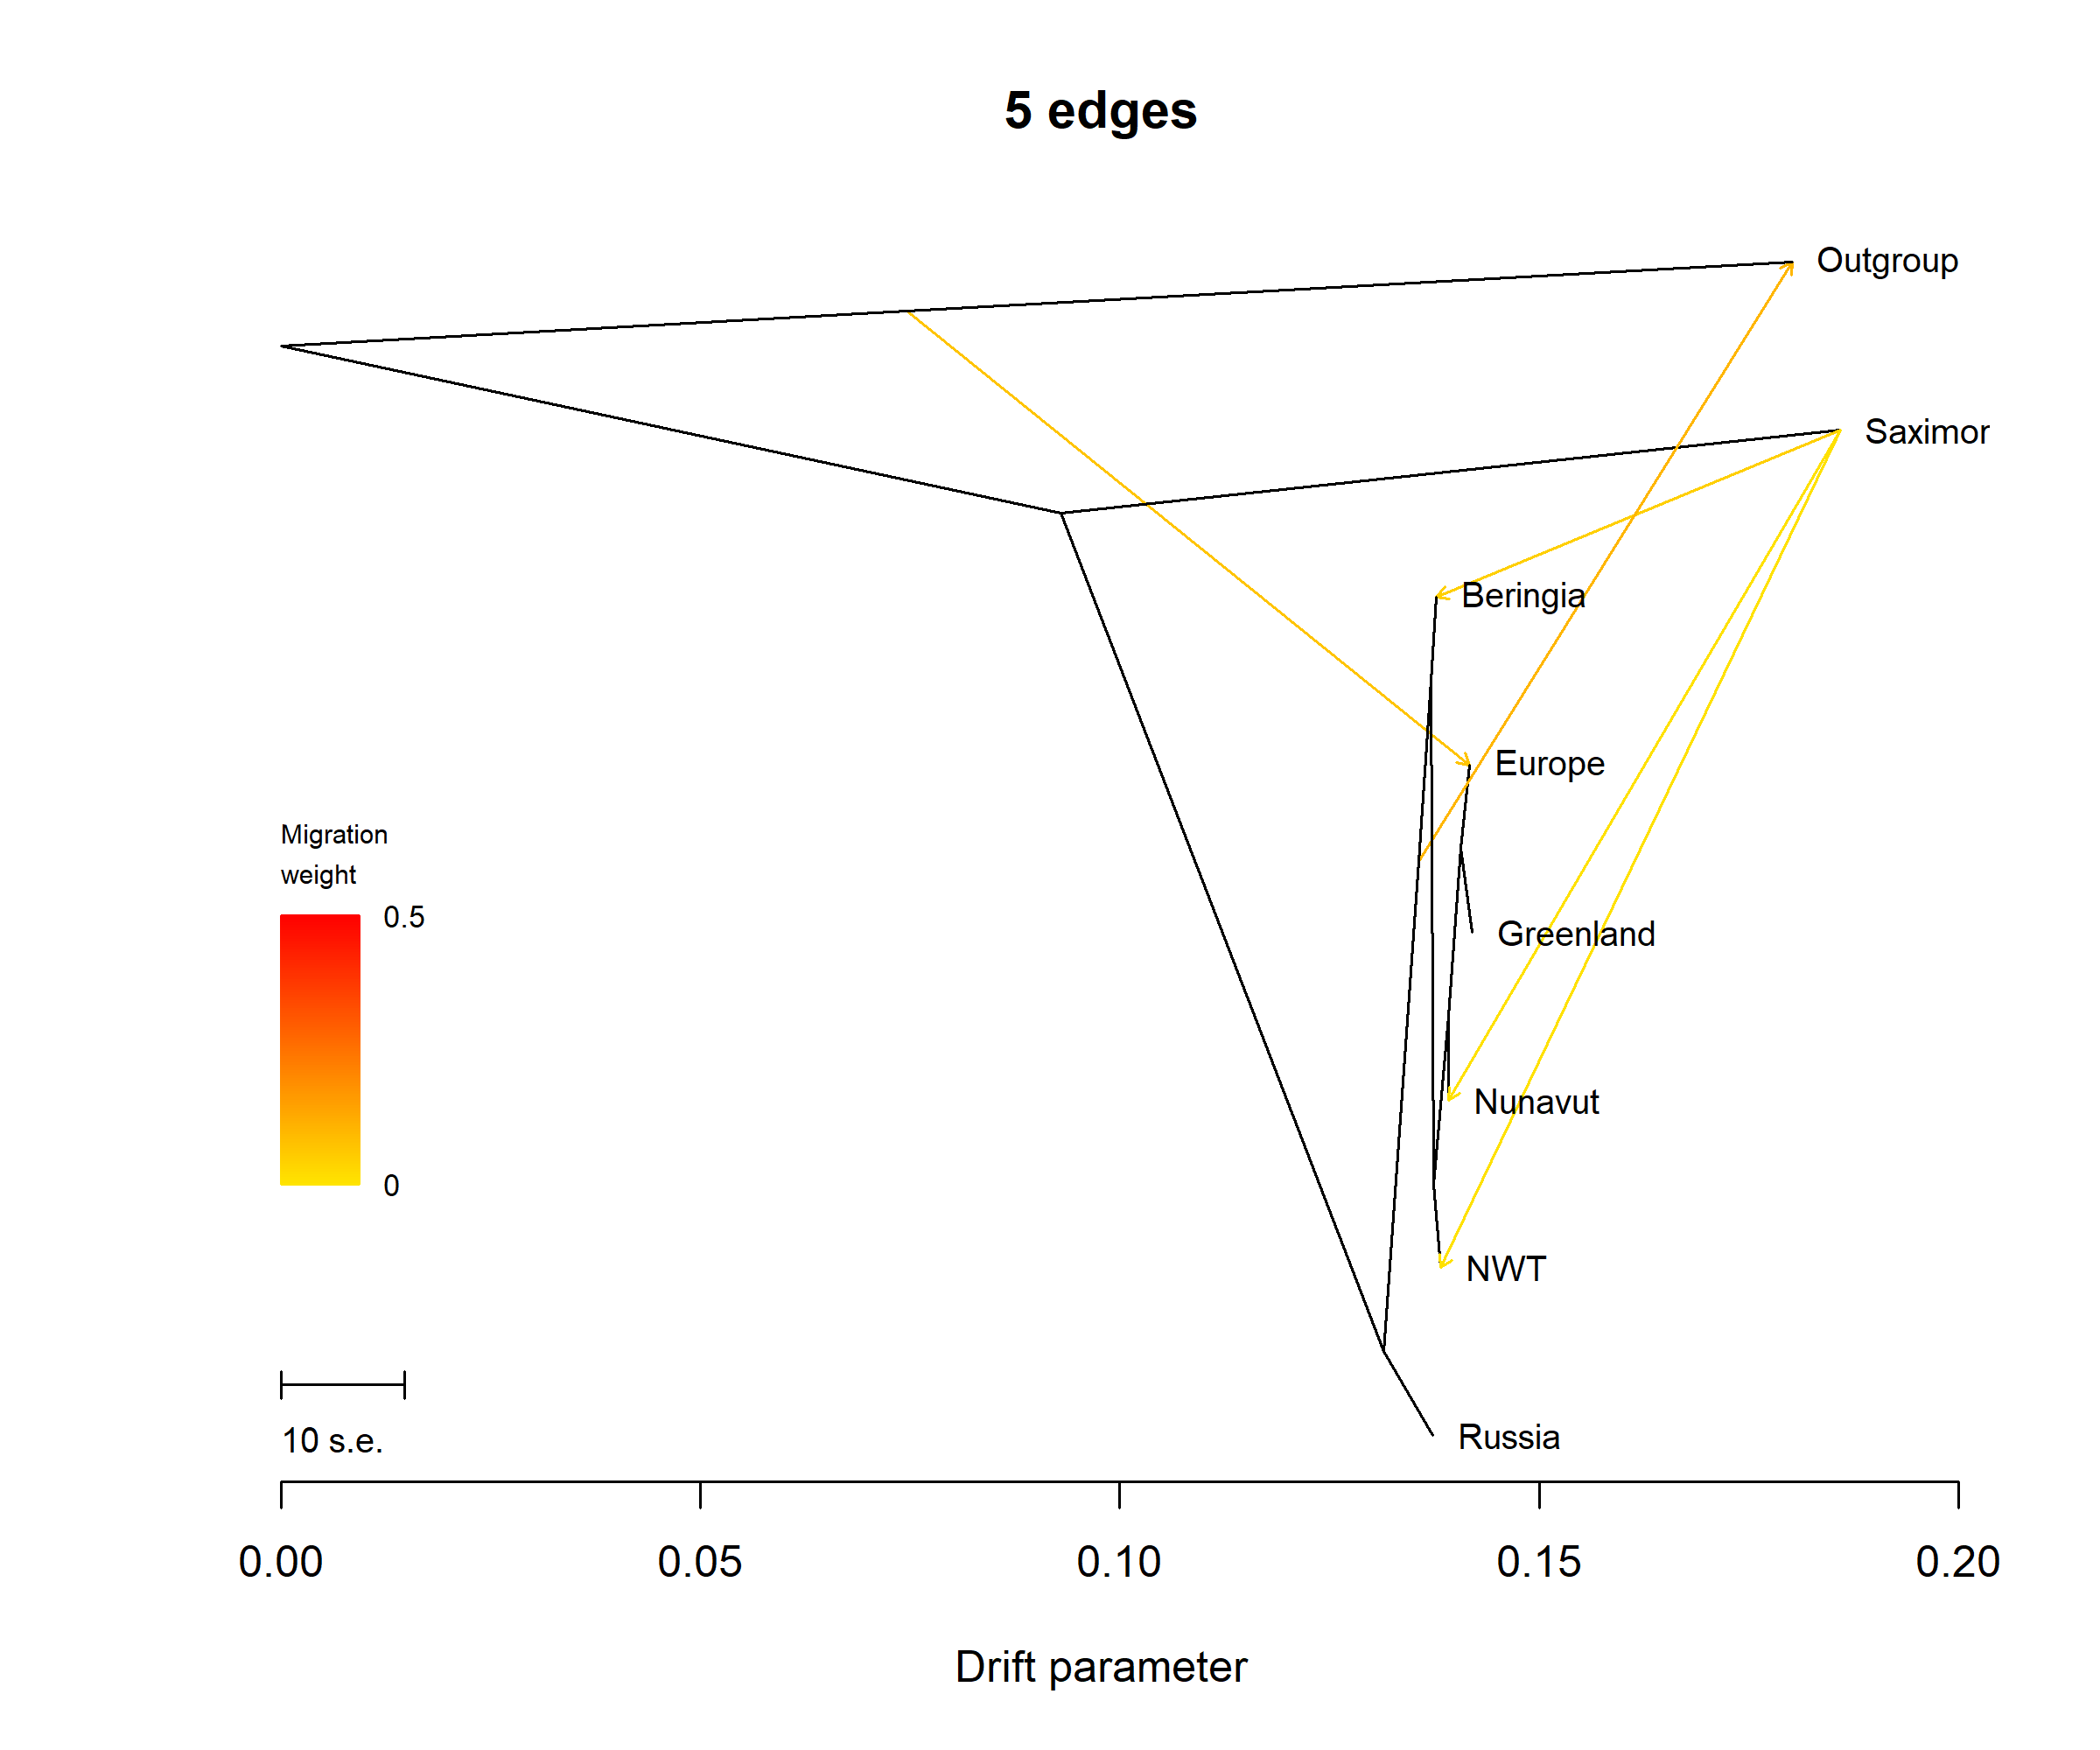 5 edges
Outgroup
Saximor
Beringia
Europe
Migration
weight
0.5
Greenland
Nunavut
0
NWT
Russia
10 s.e.
0.00 0.05 0.10 0.15 0.20
Drift parameter